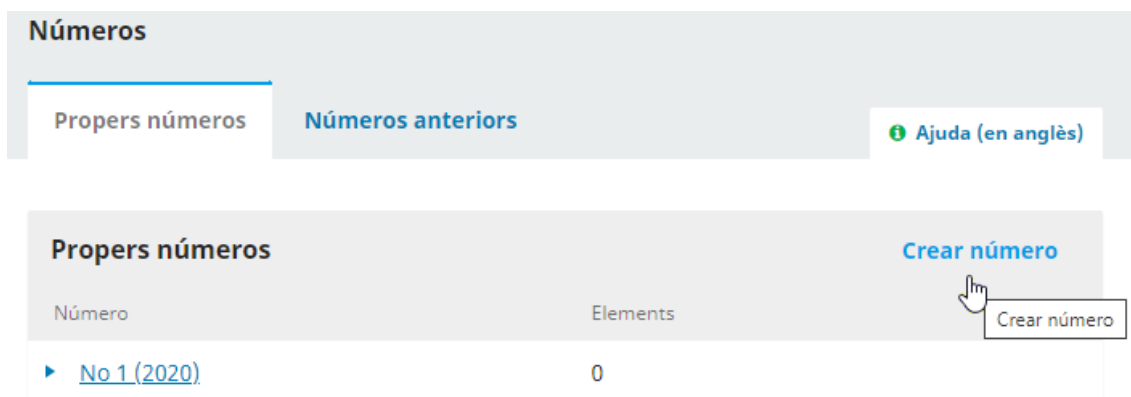 Números
Propers números
Números anteriors
Ajuda (en anglès)
Propers números
Crear número
Número
Elements
Crear número
No 1 (2020)
0